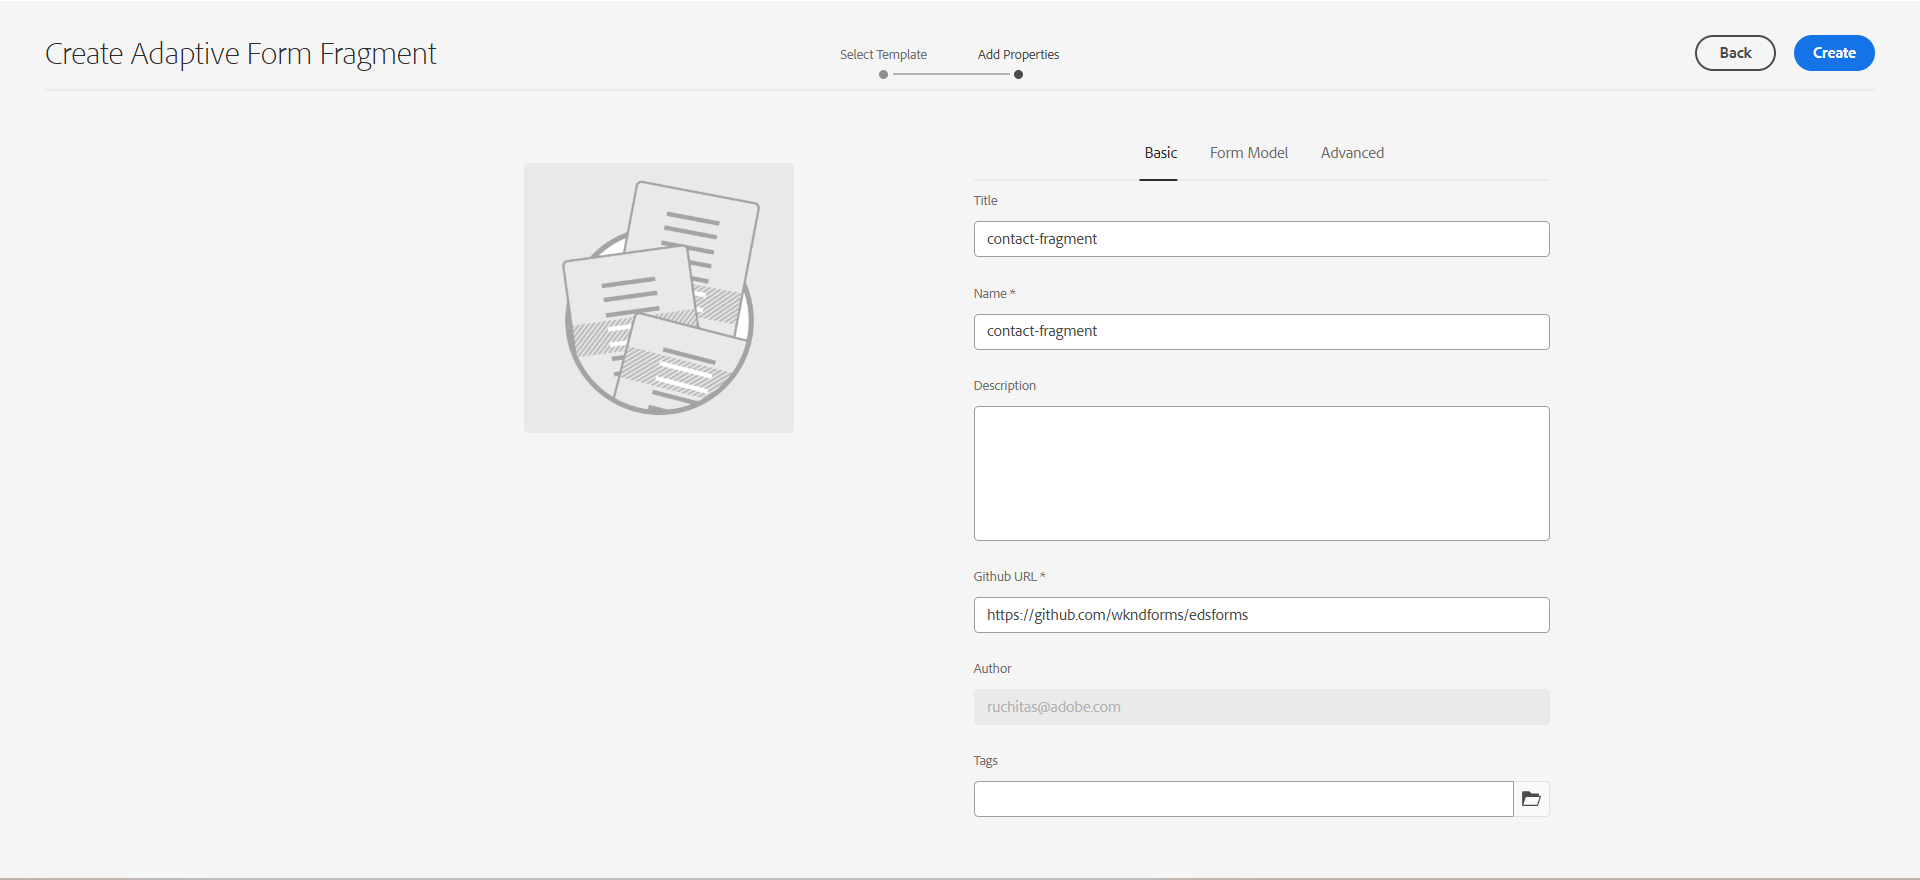 Create Adaptive Form Fragment
Select Template
Add Properties
Back
Create
Basic
Form Model
Advanced
Title
contact-fragment
Name *
contact-fragment
Description
Github URL *
https://github.com/wkndforms/edsforms
Author
ruchitas@adobe.com
Tags